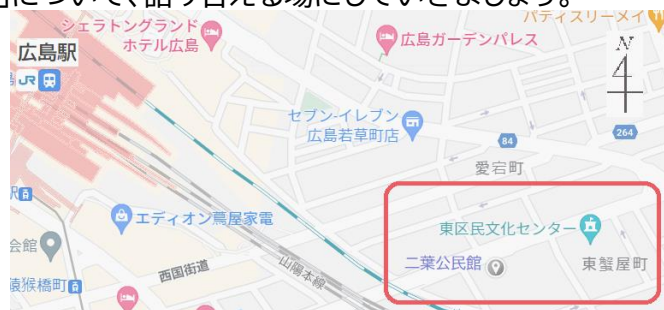 について、語り合える場にしていきましょう。
シェラトングランド
ホテル広島
パティスリーメイ
広島駅
JR
広島ガーデンパレス
N
セブン-イレブン
広島若草町店
84
264
愛宕町
エディオン蔦屋家電
東区民文化センター
会館
二葉公民館
東蟹屋町
西国街道
山陽本線
猿猴橋町